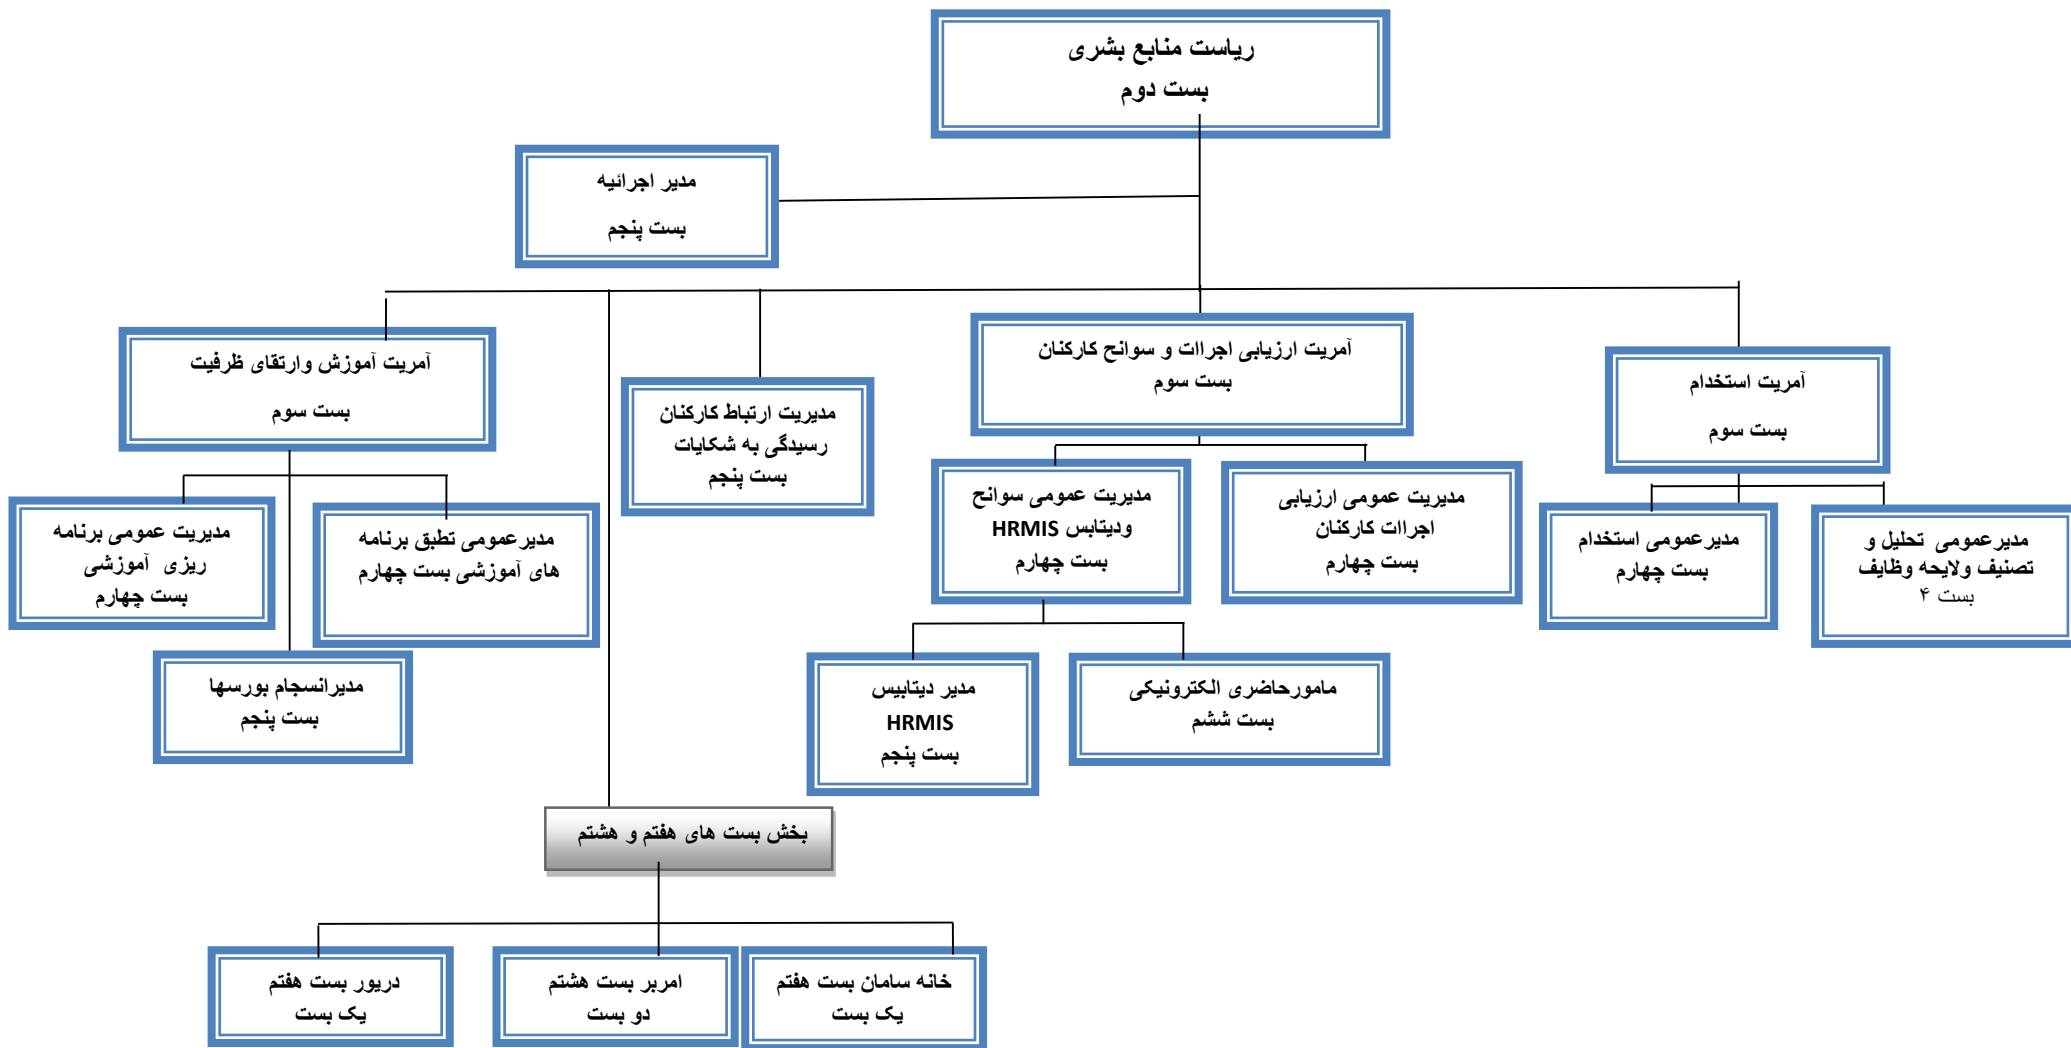 ریاست منابع بشری
بست دوم
مدیر اجرائیه
بست پنجم
آمریت استخدام
بست سوم
آمریت ارزیابی اجراات و سوانح کارکنان
بست سوم
مدیریت ارتباط کارکنان
رسیدگی به شکایات
بست پنجم
آمریت آموزش وارتقای ظرفیت
بست سوم
مدیرعمومی تحلیل و
تصنیف ولایحه وظایف
بست ۴
مدیرعمومی استخدام
بست چهارم
مدیریت عمومی ارزیابی
اجراات کارکنان
بست چهارم
مدیریت عمومی سوانح
ودیتابس HRMIS
بست چهارم
مدیرعمومی تطبق برنامه
های آموزشی بست چهارم
مدیریت عمومی برنامه
ریزی آموزشی
بست چهارم
مامورحاضری الکترونیکی
بست ششم
مدیر دیتابیس
HRMIS
بست پنجم
مدیرانسجام بورسها
بست پنجم
بخش بست های هفتم و هشتم
خانه سامان بست هفتم
یک بست
امربر بست هشتم
دو بست
دریور بست هفتم
یک بست